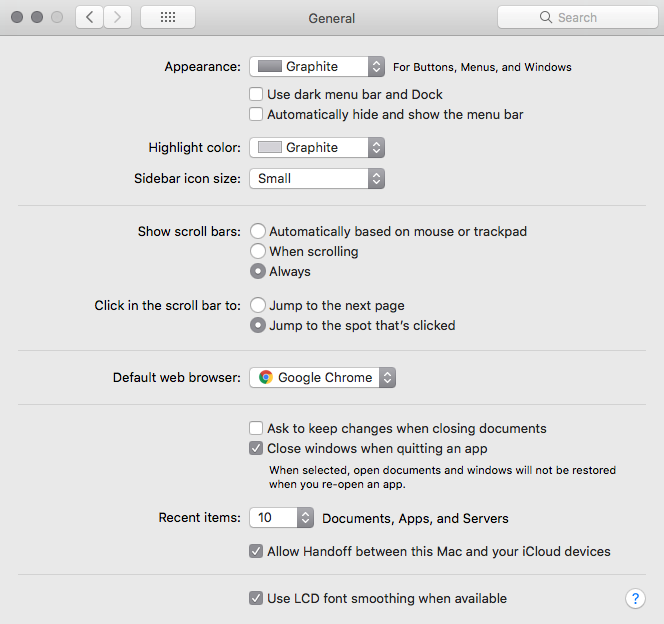 General
Search
Appearance: Graphite For Buttons, Menus, and Windows
Use dark menu bar and Dock
Automatically hide and show the menu bar
Highlight color: Graphite
Sidebar icon size: Small
Show scroll bars: Automatically based on mouse or trackpad
When scrolling
Always
Click in the scroll bar to: Jump to the next page
Jump to the spot that's clicked
Default web browser: Google Chrome
Ask to keep changes when closing documents
Close windows when quitting an app
When selected, open documents and windows will not be restored
when you re-open an app.
Recent items: 10 Documents, Apps, and Servers
Allow Handoff between this Mac and your iCloud devices
Use LCD font smoothing when available ?